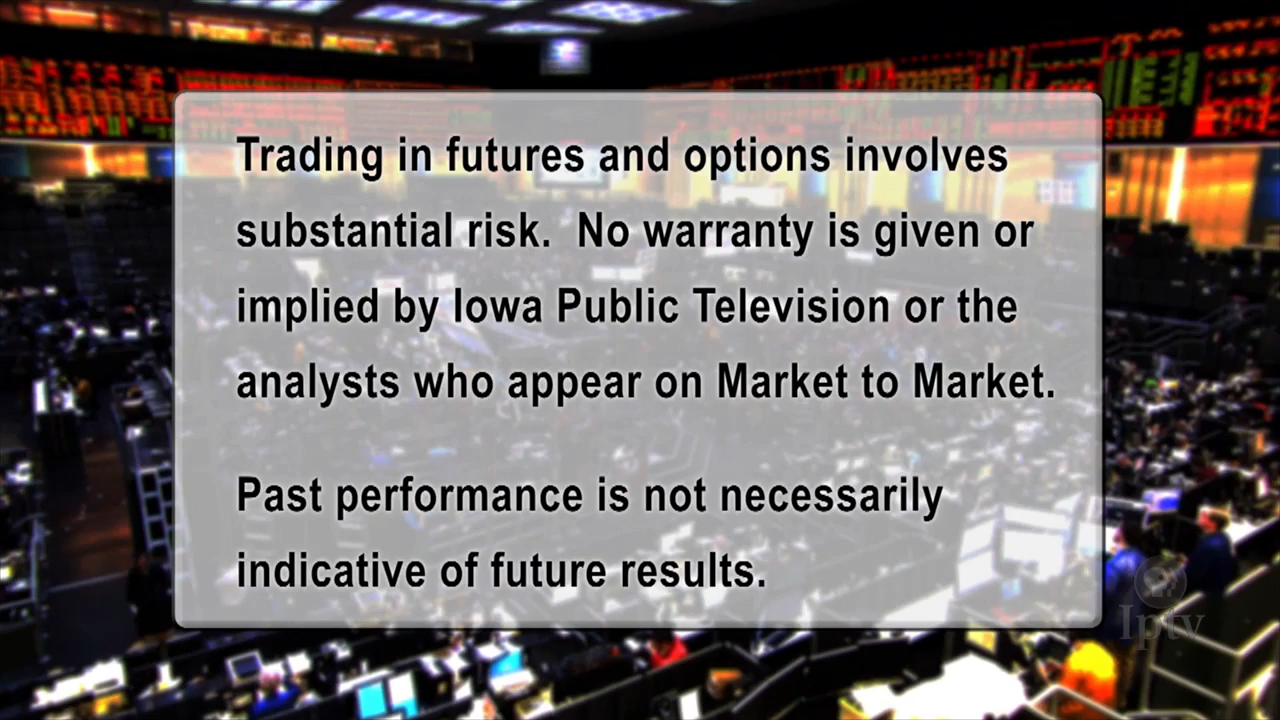 Trading in futures and options involves
substantial risk.  No warranty is given or
implied by Iowa Public Television or the
analysts who appear on Market to Market.
Past performance is not necessarily
indicative of future results.
Iptv